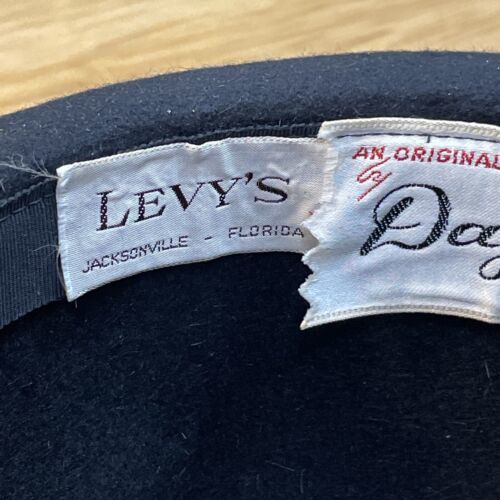 LEVY'S
JACKSONVILLE - FLORIDA
AN ORIGINAL
by